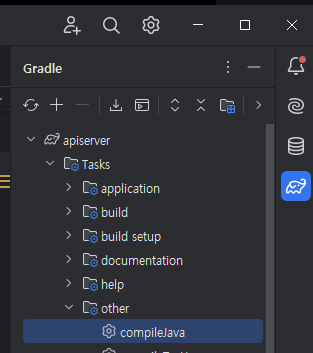 Gradle
apiserver
Tasks
application
build
build setup
documentation
help
other
compileJava